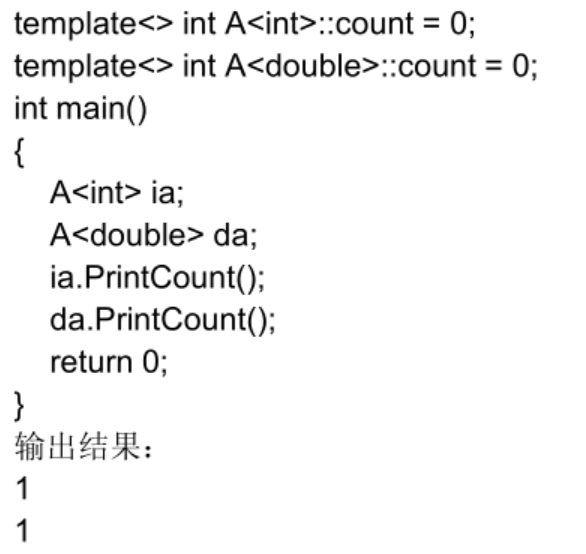 template<> int A<int>::count = 0;
template<> int A<double>::count = 0;
int main()
{
A<int> ia;
A<double> da;
ia.PrintCount();
da.PrintCount();
return 0;
}
输出结果：
1
1